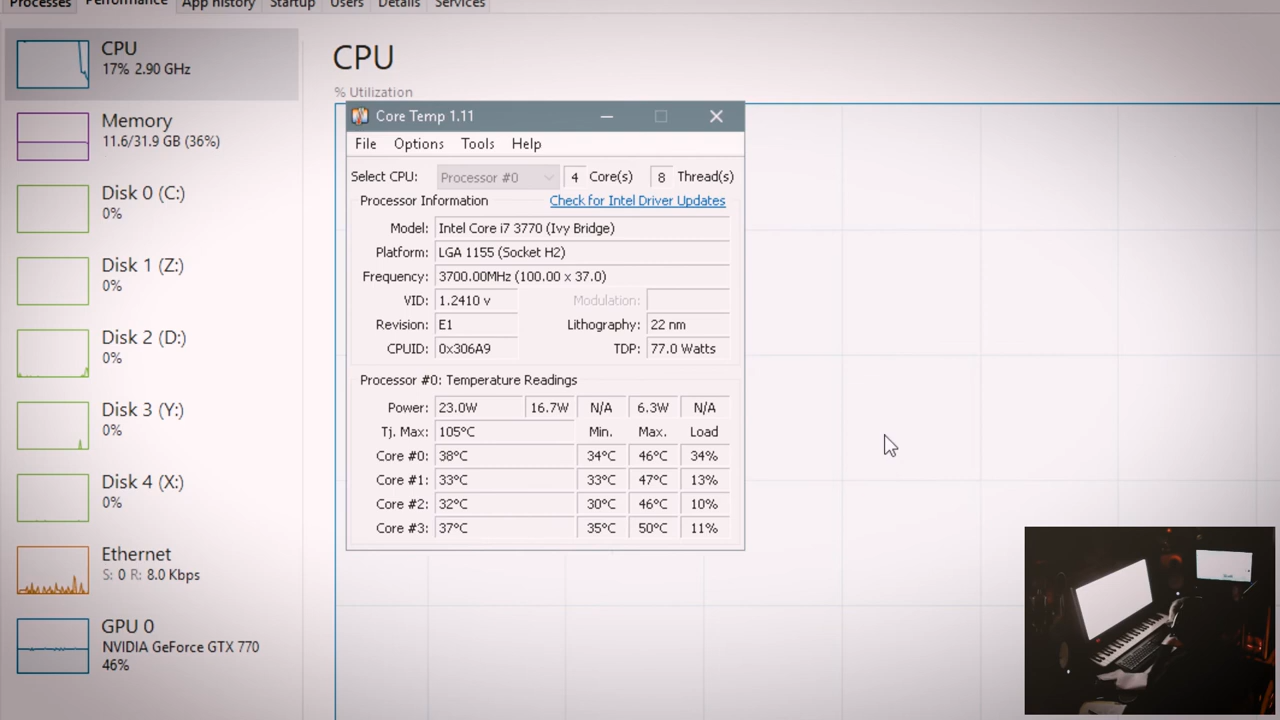 Processes Performance App history Startup Users Details Services
CPU
17% 2.90 GHz
Memory
11.6/31.9 GB (36%)
Disk 0 (C:)
0%
Disk 1 (Z:)
0%
Disk 2 (D:)
0%
Disk 3 (Y:)
0%
Disk 4 (X:)
0%
Ethernet
S: 0 R: 8.0 Kbps
GPU 0
NVIDIA GeForce GTX 770
46%
CPU
% Utilization
Core Temp 1.11
File Options Tools Help
Select CPU: Processor #0 4 Core(s) 8 Thread(s)
Processor Information Check for Intel Driver Updates
Model: Intel Core i7 3770 (Ivy Bridge)
Platform: LGA 1155 (Socket H2)
Frequency: 3700.00MHz (100.00 x 37.0)
VID: 1.2410 v Modulation:
Revision: E1 Lithography: 22 nm
CPUID: 0x306A9 TDP: 77.0 Watts
Processor #0: Temperature Readings
Power: 23.0W 16.7W N/A 6.3W N/A
Tj. Max: 105°C Min. Max. Load
Core #0: 38°C 34°C 46°C 34%
Core #1: 33°C 33°C 47°C 13%
Core #2: 32°C 30°C 46°C 10%
Core #3: 37°C 35°C 50°C 11%